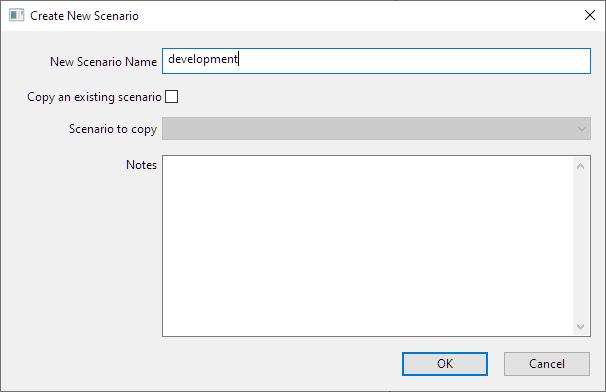 Create New Scenario
New Scenario Name development
Copy an existing scenario
Scenario to copy
Notes
OK Cancel